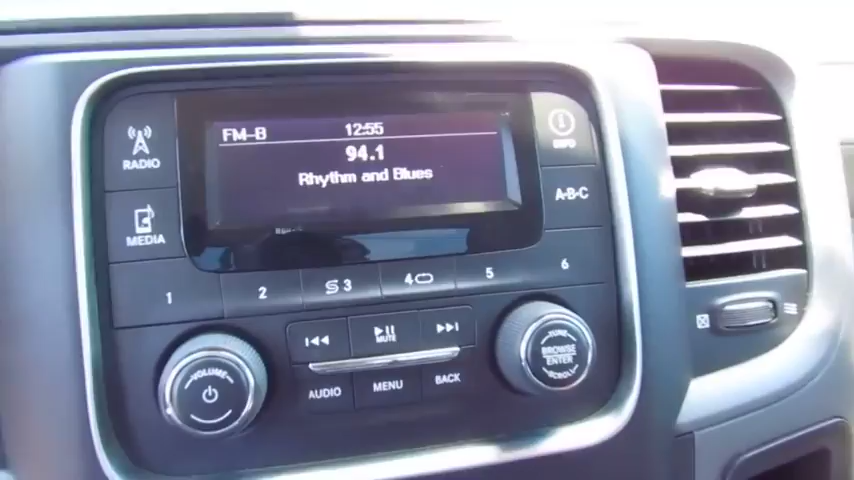 FM-B 12:55
94.1
Rhythm and Blues
RADIO
MEDIA
INFO
A-B-C
1 2 3 4 5 6
MUTE
VOLUME
AUDIO MENU BACK
TUNE
BROWSE
ENTER
SCROLL